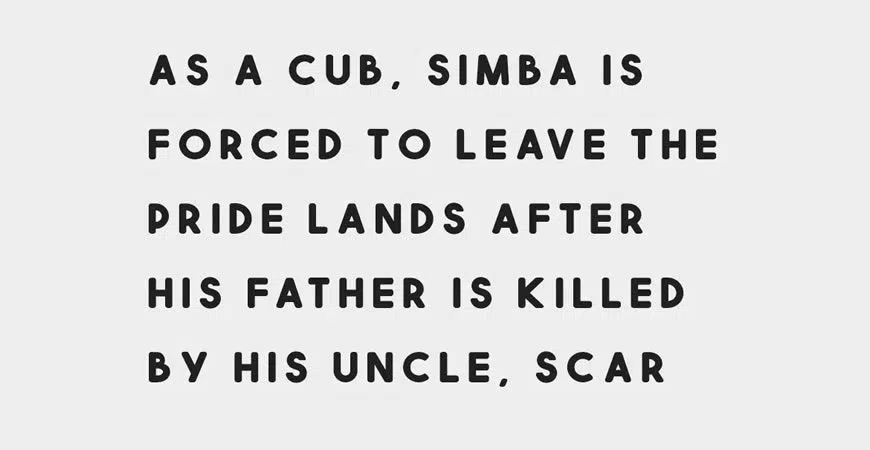 AS A CUB, SIMBA IS
FORCED TO LEAVE THE
PRIDE LANDS AFTER
HIS FATHER IS KILLED
BY HIS UNCLE, SCAR